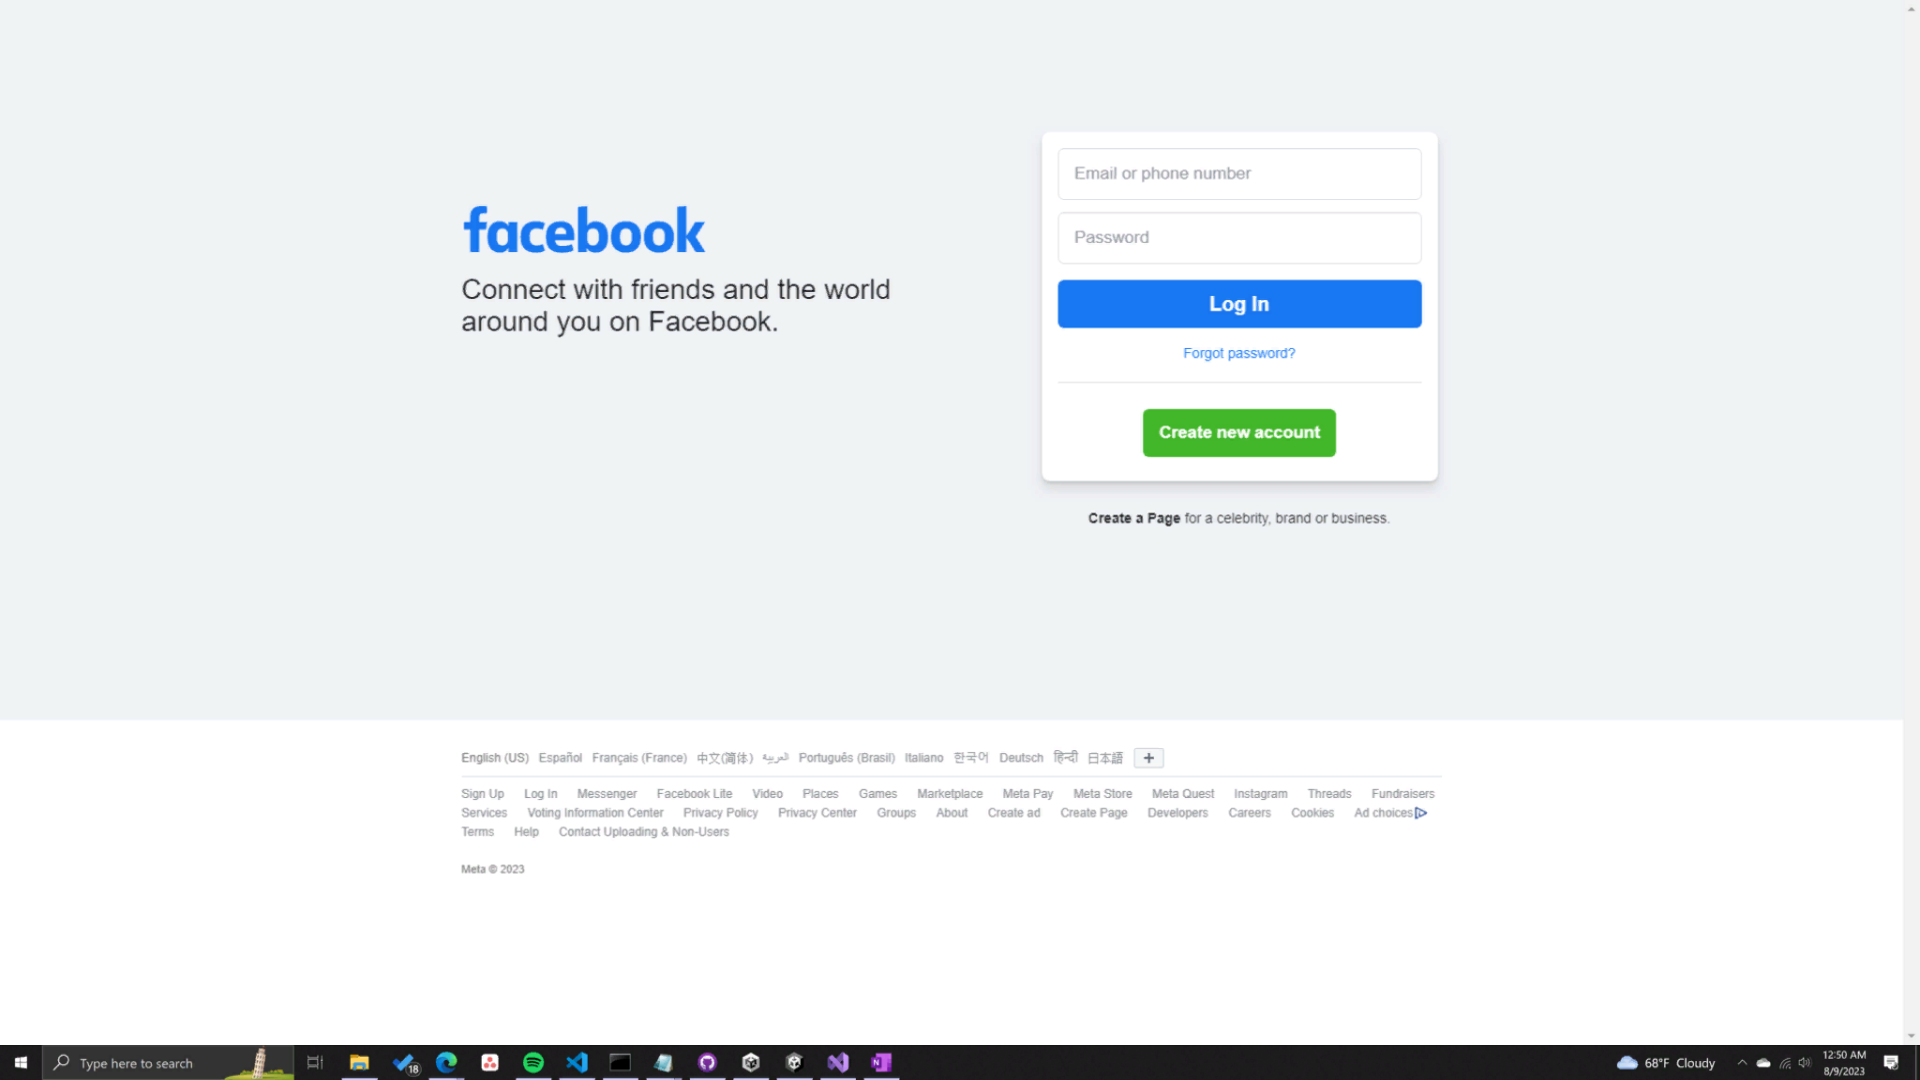 facebook
Connect with friends and the world
around you on Facebook.
Email or phone number
Password
Log In
Forgot password?
Create new account
Create a Page for a celebrity, brand or business.
English (US) Español Français (France) 中文(简体) العربية Português (Brasil) Italiano 한국어 Deutsch हिन्दी 日本語 +
Sign Up Log In Messenger Facebook Lite Video Places Games Marketplace Meta Pay Meta Store Meta Quest Instagram Threads Fundraisers
Services Voting Information Center Privacy Policy Privacy Center Groups About Create ad Create Page Developers Careers Cookies Ad choices
Terms Help Contact Uploading & Non-Users
Meta © 2023
Type here to search
18
N
68°F Cloudy
12:50 AM
8/9/2023